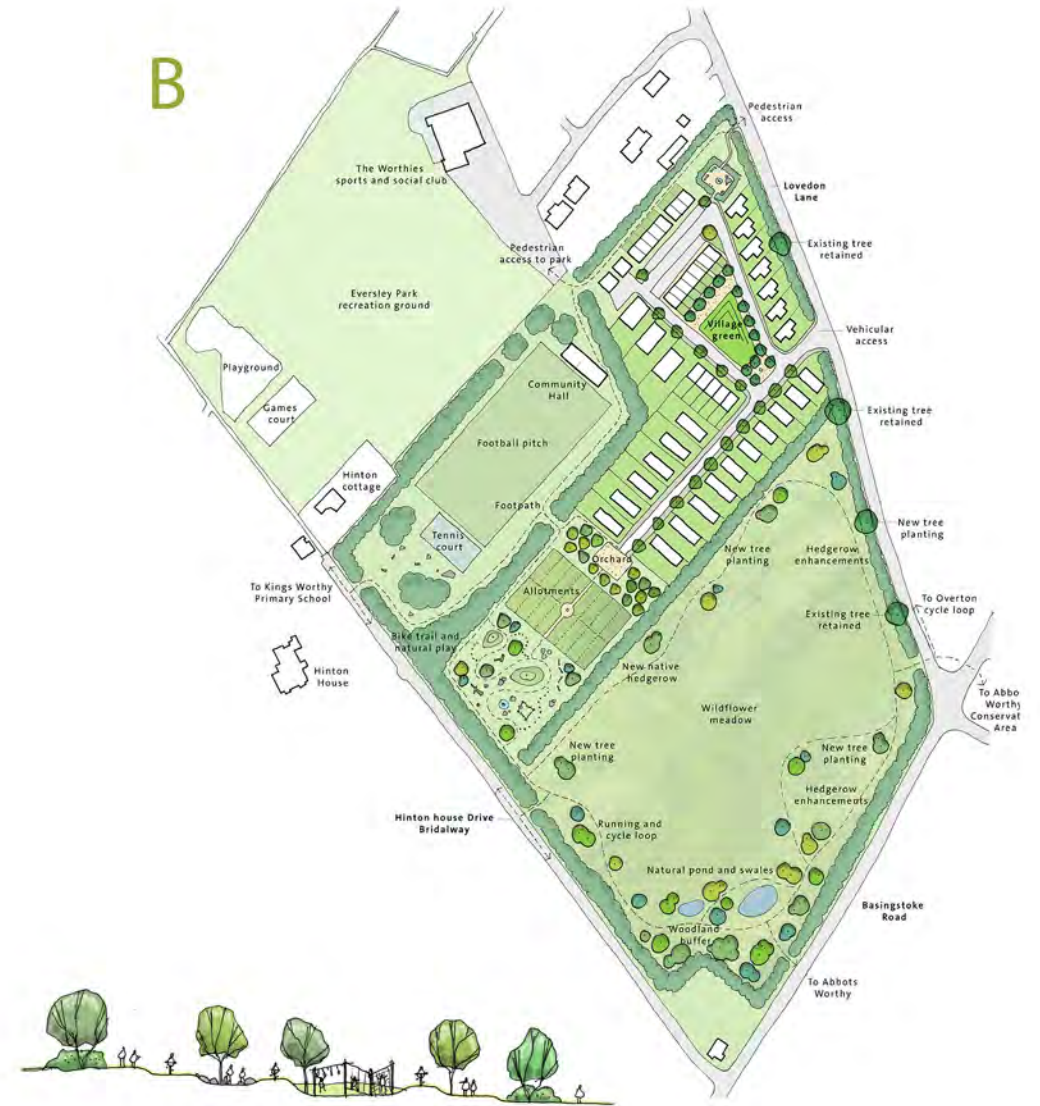 B
Pedestrian
access
The Worthies
sports and social club
Lovedon
Lane
Existing tree
retained
Pedestrian
access to park
Eversley Park
recreation ground
Village
green
Vehicular
access
Playground
Community
Hall
Games
court
Existing tree
retained
Football pitch
Hinton
cottage
Footpath
New tree
planting
Tennis
court
New tree
planting
Hedgerow
enhancements
Orchard
To Kings Worthy
Primary School
Allotments
To Overton
cycle loop
Existing tree
retained
Bike trail and
natural play
Hinton
House
New native
hedgerow
To Abbo
Worthy
Conservat
Area
Wildflower
meadow
New tree
planting
New tree
planting
Hedgerow
enhancements
Hinton house Drive
Bridalway
Running and
cycle loop
Natural pond and swales
Basingstoke
Road
Woodland
buffer
To Abbots
Worthy